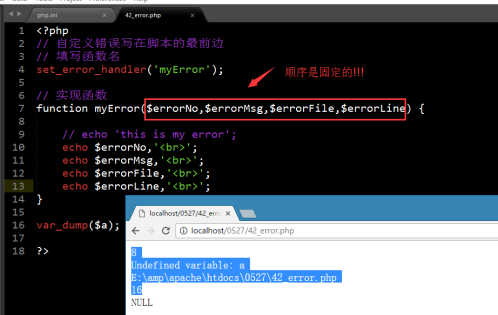 php.ini
42_error.php
1 <?php
2 // 自定义错误写在脚本的最前边
3 // 填写函数名
4 set_error_handler('myError');
5
6 // 实现函数
7 function myError($errorNo,$errorMsg,$errorFile,$errorLine) {
顺序是固定的!!!
8
9 // echo 'this is my error';
10 echo $errorNo,'<br>';
11 echo $errorMsg,'<br>';
12 echo $errorFile,'<br>';
13 echo $errorLine,'<br>';
14 }
15
16 var_dump($a);
17
18 ?>
localhost/0527/42_error.php
localhost/0527/42_error.php
8
Undefined variable: a
E:\amp\apache\htdocs\0527\42_error.php
16
NULL